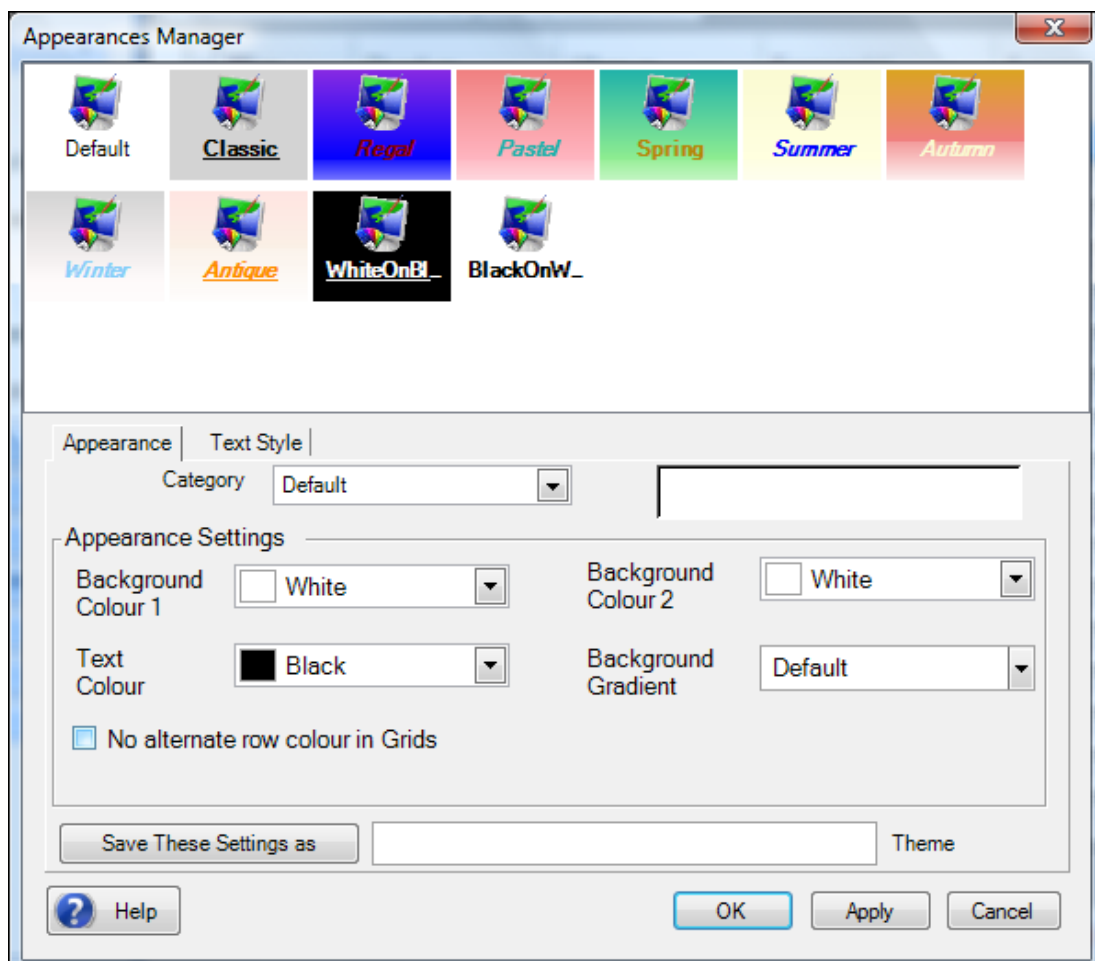 Appearances Manager
Default Classic Regal Pastel Spring Summer Autumn
Winter Antique WhiteOnBl_ BlackOnW_
Appearance Text Style
Category Default
Appearance Settings
Background Colour 1 White Background Colour 2 White
Text Colour Black Background Gradient Default
No alternate row colour in Grids
Save These Settings as Theme
? Help OK Apply Cancel